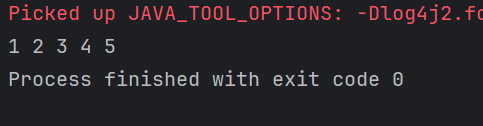 Picked up JAVA_TOOL_OPTIONS: -Dlog4j2.fo
1 2 3 4 5
Process finished with exit code 0